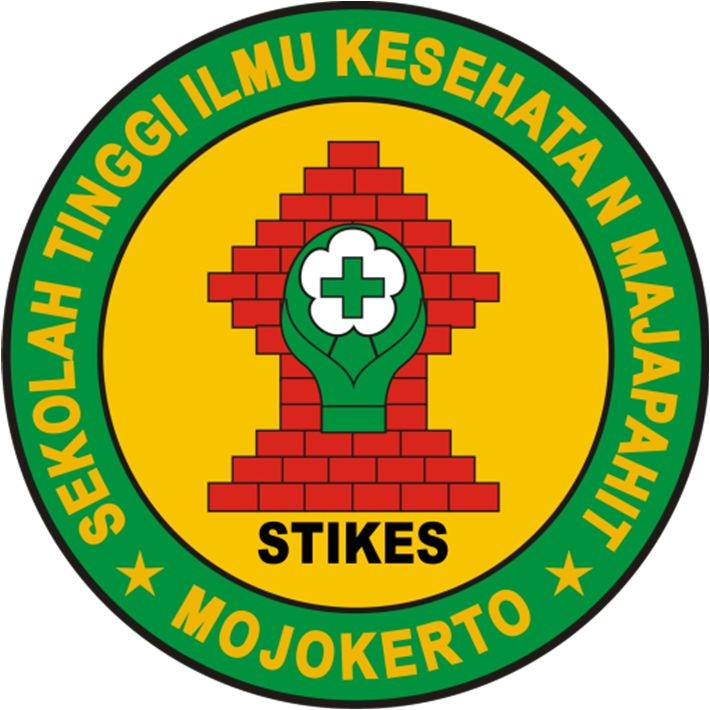 SEKOLAH TINGGI ILMU KESEHATA N MAJAPAHIT
STIKES
MOJOKERTO